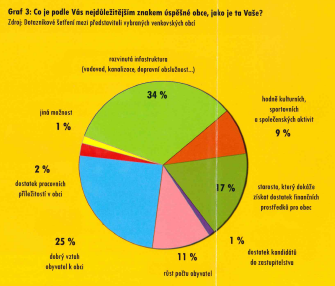 Graf 3: Co je podle Vás nejdůležitějším znakem úspěšné obce, jako je ta Vaše?
Zdroj: Dotazníkové šetření mezi představiteli vybraných venkovských obcí
rozvinutá infrastruktura
(vodovod, kanalizace, dopravní obslužnost...)
34 %
hodně kulturních,
sportovních
a společenských aktivit
9 %
17 %
starosta, který dokáže
získat dostatek finančních
prostředků pro obec
1 %
dostatek kandidátů
do zastupitelstva
11 %
růst počtu obyvatel
25 %
dobrý vztah
obyvatel k obci
2 %
dostatek pracovních
příležitostí v obci
jiná možnost
1 %